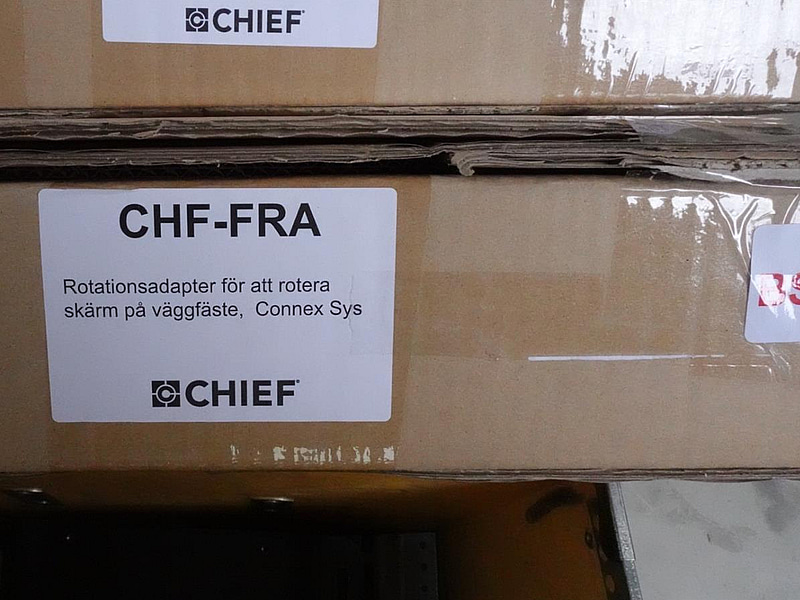 CHIEF
CHF-FRA
Rotationsadapter för att rotera
skärm på väggfäste, Connex Sys
CHIEF